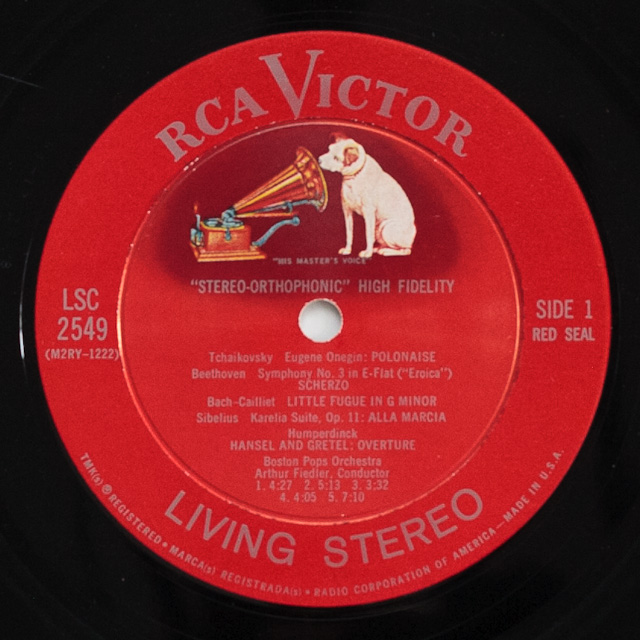 RCA VICTOR
"HIS MASTER'S VOICE"
"STEREO-ORTHOPHONIC" HIGH FIDELITY
LSC
2549
(M2RY-1222)
SIDE 1
RED SEAL
Tchaikovsky Eugene Onegin: POLONAISE
Beethoven Symphony No. 3 in E-Flat ("Eroica")
SCHERZO
Bach-Cailliet LITTLE FUGUE IN G MINOR
Sibelius Karelia Suite, Op. 11: ALLA MARCIA
Humperdinck
HANSEL AND GRETEL: OVERTURE
Boston Pops Orchestra
Arthur Fiedler, Conductor
1. 4:27 2. 5:13 3. 3:32
4. 4:05 5. 7:10
LIVING STEREO
TMK(s) ® REGISTERED • MARCA(s) REGISTRADA(s) • RADIO CORPORATION OF AMERICA—MADE IN U.S.A.